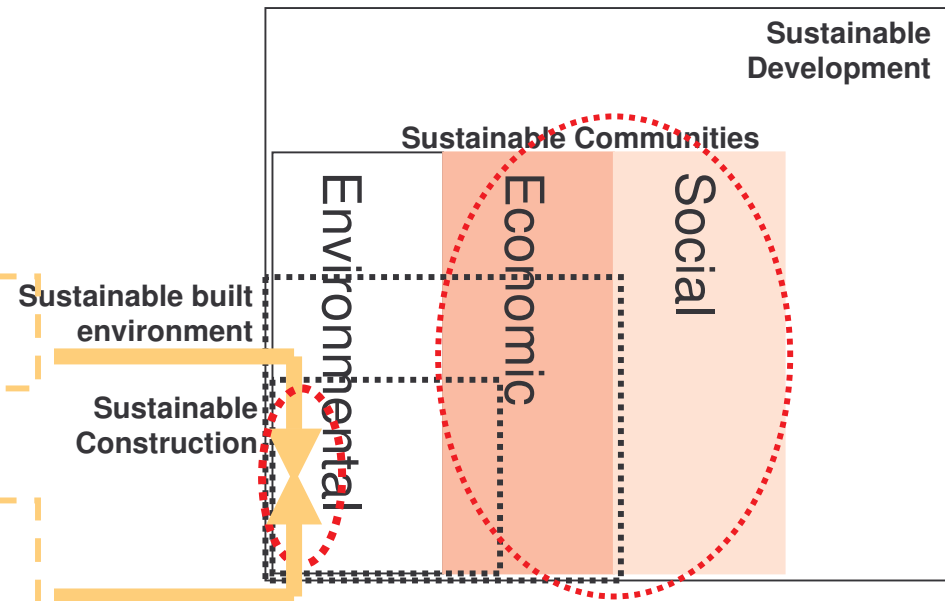 Sustainable
Development
Sustainable Communities
Environmental
Economic
Social
Sustainable built
environment
Sustainable
Construction